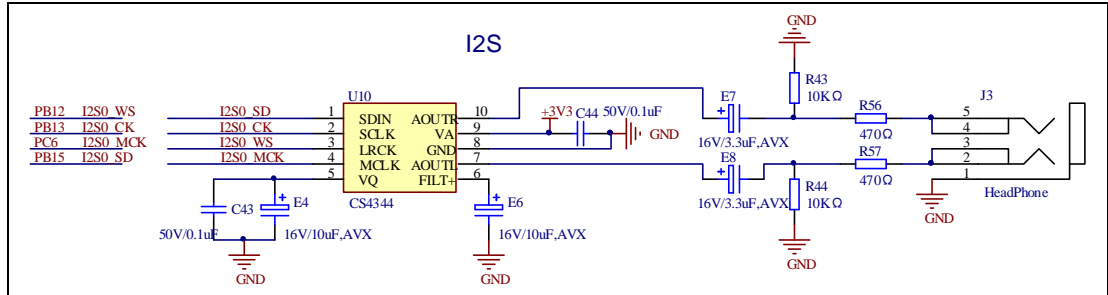 I2S
GND
PB12 I2S0_WS
PB13 I2S0_CK
PC6 I2S0_MCK
PB15 I2S0_SD
I2S0_SD
I2S0_CK
I2S0_WS
I2S0_MCK
U10
1 SDIN AOUTR 10
2 SCLK VA 9
3 LRCK GND 8
4 MCLK AOUTL 7
5 VQ FILT+ 6
CS4344
+3V3
C44
50V/0.1uF
GND
E7
16V/3.3uF,AVX
E8
16V/3.3uF,AVX
R43
10KΩ
R56
470Ω
R57
470Ω
R44
10KΩ
GND
J3
5
4
3
2
1
HeadPhone
GND
C43
50V/0.1uF
E4
16V/10uF,AVX
GND
E6
16V/10uF,AVX
GND